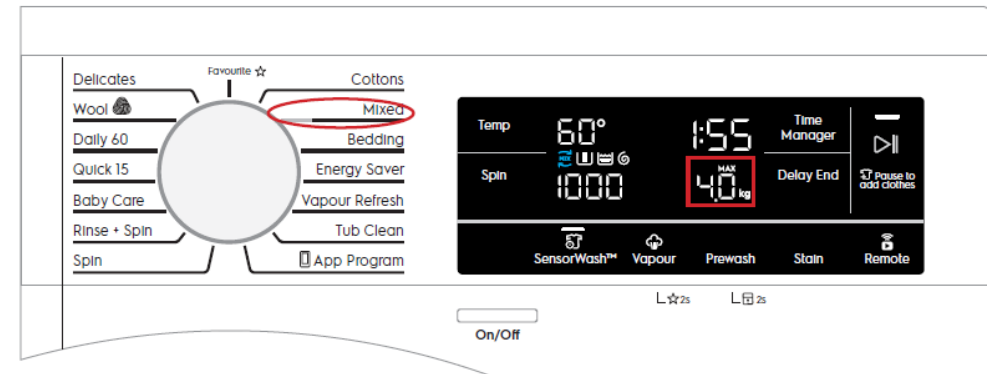 Favourite ☆
Delicates
Wool
Daily 60
Quick 15
Baby Care
Rinse + Spin
Spin
Cottons
Mixed
Bedding
Energy Saver
Vapour Refresh
Tub Clean
App Program
Temp
60°
1:55
Time
Manager
MIX
Spin
1000
MAX
4.0 kg
Delay End
Pause to
add clothes
SensorWash™
Vapour
Prewash
Stain
Remote
☆2s
2s
On/Off